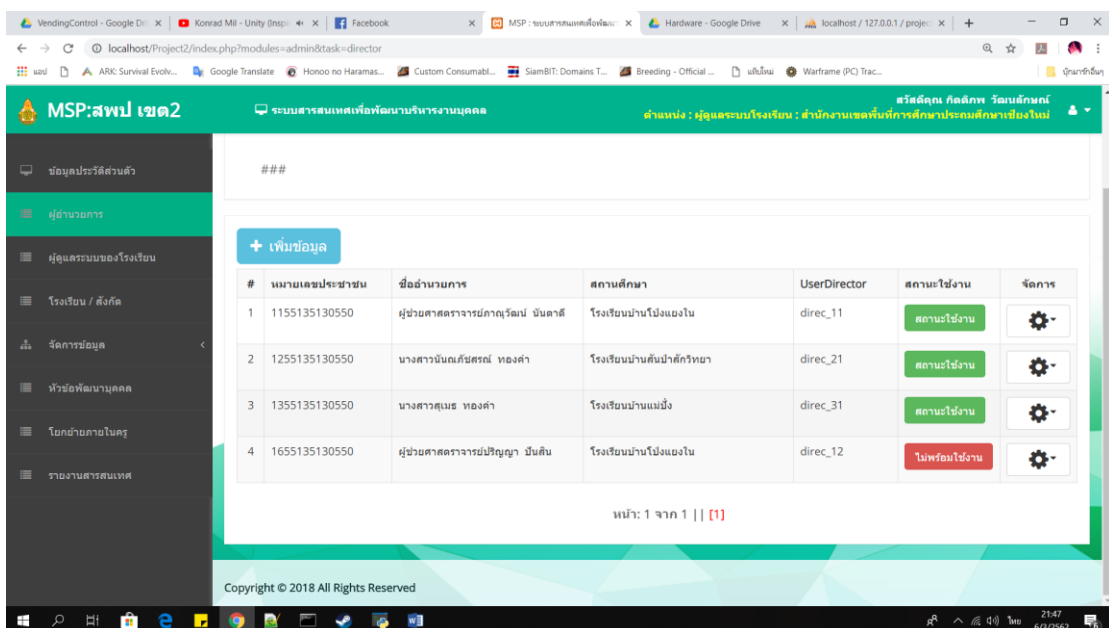 VendingControl - Google Dri
Konrad Mil - Unity (Inspi
Facebook
MSP : ระบบสารสนเทศเพื่อพัฒนา
Hardware - Google Drive
localhost / 127.0.0.1 / projec
localhost/Project2/index.php?modules=admin&task=director
แอป
ARK: Survival Evolv...
Google Translate
Honoo no Haramas...
Custom Consumabl...
SiamBIT: Domains T...
Breeding - Official ...
แท็บใหม่
Warframe (PC) Trac...
บุ๊กมาร์กอื่นๆ
MSP:สพป เขต2
ระบบสารสนเทศเพื่อพัฒนาบริหารงานบุคคล
สวัสดีคุณ กิตติภพ วัฒนลักษณ์
ตำแหน่ง : ผู้ดูแลระบบโรงเรียน : สำนักงานเขตพื้นที่การศึกษาประถมศึกษาเชียงใหม่
ข้อมูลประวัติส่วนตัว
ผู้อำนวยการ
ผู้ดูแลระบบของโรงเรียน
โรงเรียน / สังกัด
จัดการข้อมูล
หัวข้อพัฒนาบุคคล
โยกย้ายภายในครู
รายงานสารสนเทศ
###
+ เพิ่มข้อมูล
# หมายเลขประชาชน ชื่ออำนวยการ สถานศึกษา UserDirector สถานะใช้งาน จัดการ
1 1155135130550 ผู้ช่วยศาสตราจารย์ภาณุวัฒน์ นันตาดี โรงเรียนบ้านโป่งแยงใน direc_11 สถานะใช้งาน
2 1255135130550 นางสาวนันณภัชสรณ์ ทองคำ โรงเรียนบ้านสันป่าสักวิทยา direc_21 สถานะใช้งาน
3 1355135130550 นางสาวสุเมธ ทองคำ โรงเรียนบ้านแม่ปั๋ง direc_31 สถานะใช้งาน
4 1655135130550 ผู้ช่วยศาสตราจารย์ปริญญา ปันสิน โรงเรียนบ้านโป่งแยงใน direc_12 ไม่พร้อมใช้งาน
หน้า: 1 จาก 1 || [1]
Copyright © 2018 All Rights Reserved
ไทย
21:47
6/3/2562